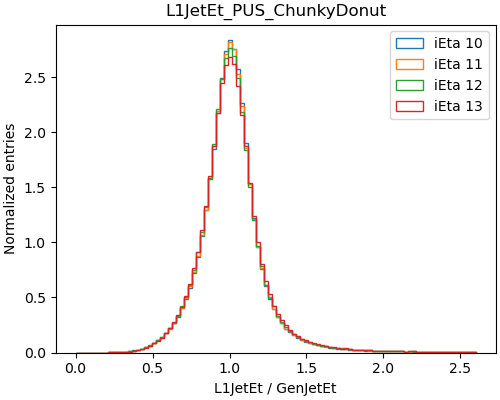 L1JetEt_PUS_ChunkyDonut
iEta 10
iEta 11
iEta 12
iEta 13
Normalized entries
2.5
2.0
1.5
1.0
0.5
0.0
0.0 0.5 1.0 1.5 2.0 2.5
L1JetEt / GenJetEt